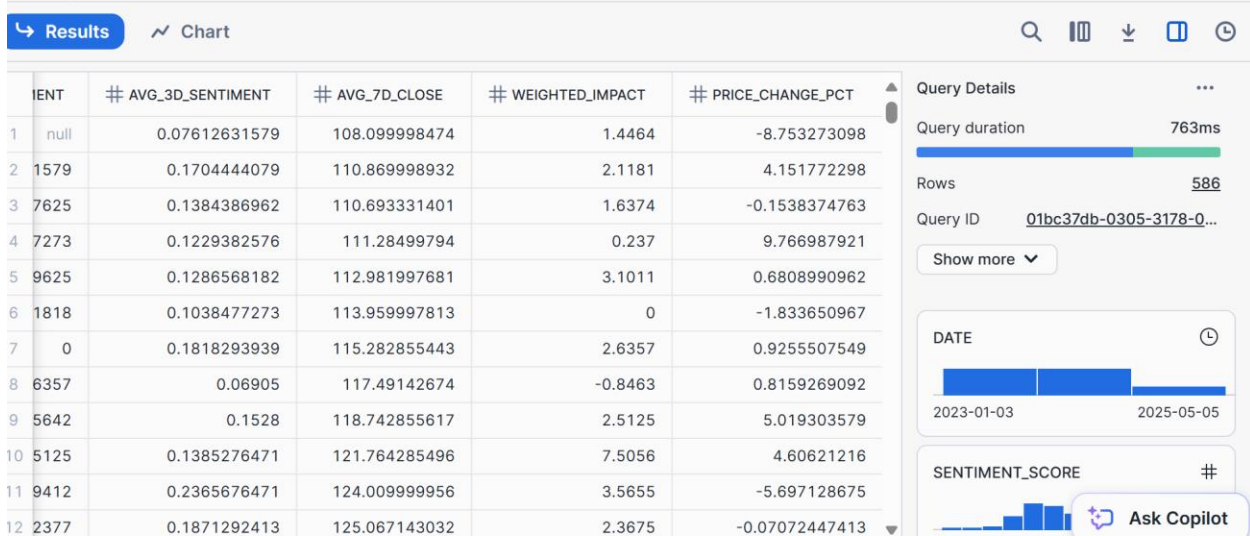 Results Chart
IENT AVG_3D_SENTIMENT AVG_7D_CLOSE WEIGHTED_IMPACT PRICE_CHANGE_PCT
1 null 0.07612631579 108.099998474 1.4464 -8.753273098
2 1579 0.1704444079 110.869998932 2.1181 4.151772298
3 7625 0.1384386962 110.693331401 1.6374 -0.1538374763
4 7273 0.1229382576 111.28499794 0.237 9.766987921
5 9625 0.1286568182 112.981997681 3.1011 0.6808990962
6 1818 0.1038477273 113.959997813 0 -1.833650967
7 0 0.1818293939 115.282855443 2.6357 0.9255507549
8 6357 0.06905 117.49142674 -0.8463 0.8159269092
9 5642 0.1528 118.742855617 2.5125 5.019303579
10 5125 0.1385276471 121.764285496 7.5056 4.60621216
11 9412 0.2365676471 124.009999956 3.5655 -5.697128675
12 2377 0.1871292413 125.067143032 2.3675 -0.07072447413
Query Details ...
Query duration 763ms
Rows 586
Query ID 01bc37db-0305-3178-0...
Show more
DATE
2023-01-03 2025-05-05
SENTIMENT_SCORE
Ask Copilot